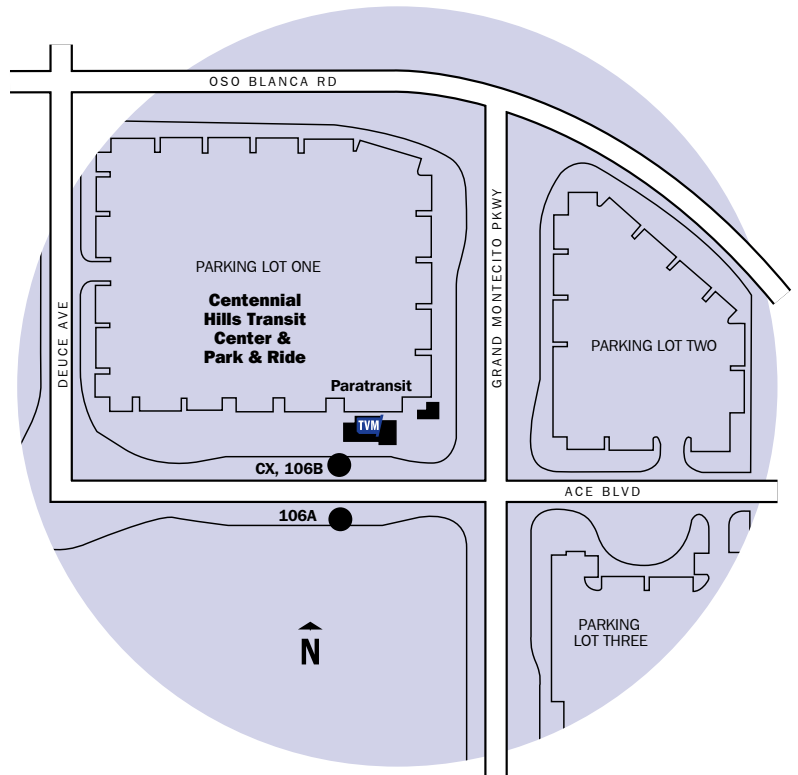 OSO BLANCA RD
DEUCE AVE
GRAND MONTECITO PKWY
PARKING LOT ONE
Centennial
Hills Transit
Center &
Park & Ride
PARKING LOT TWO
Paratransit
TVM
CX, 106B
ACE BLVD
106A
PARKING
LOT THREE
N